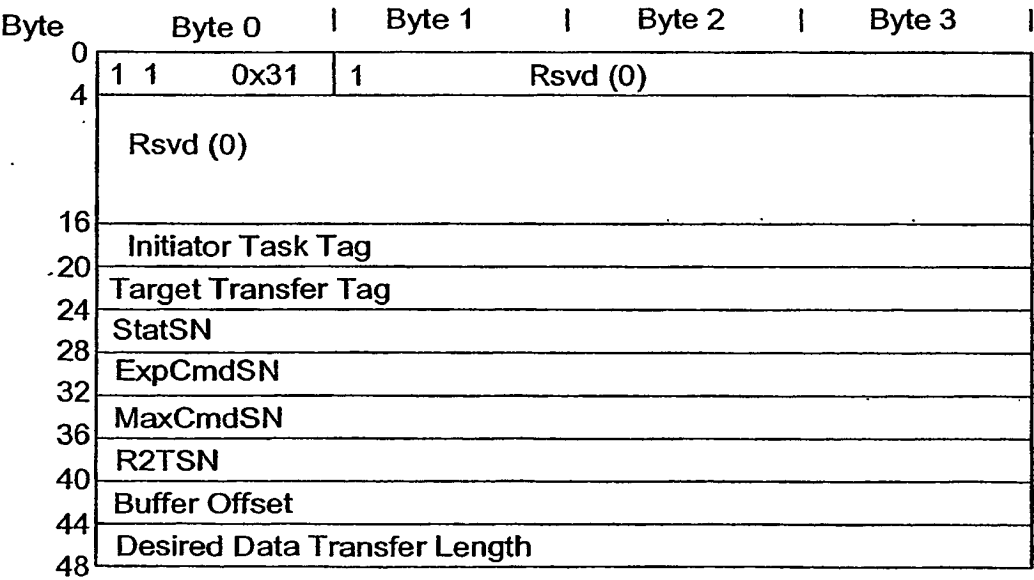 Byte Byte 0 | Byte 1 | Byte 2 | Byte 3 |
0
1 1 0x31 1 Rsvd (0)
4
Rsvd (0)
16
Initiator Task Tag
20
Target Transfer Tag
24
StatSN
28
ExpCmdSN
32
MaxCmdSN
36
R2TSN
40
Buffer Offset
44
Desired Data Transfer Length
48